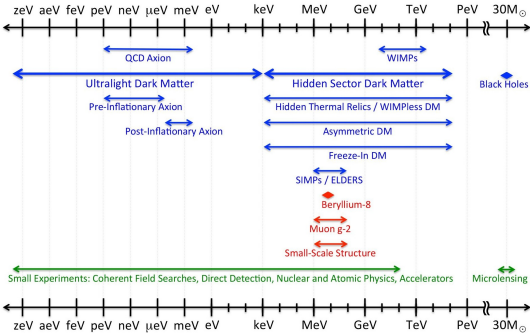 zeV aeV feV peV neV μeV meV eV keV MeV GeV TeV PeV 30M☉
QCD Axion WIMPs
Ultralight Dark Matter Hidden Sector Dark Matter Black Holes
Pre-Inflationary Axion Hidden Thermal Relics / WIMPless DM
Post-Inflationary Axion Asymmetric DM
Freeze-In DM
SIMPs / ELDERS
Beryllium-8
Muon g-2
Small-Scale Structure
Small Experiments: Coherent Field Searches, Direct Detection, Nuclear and Atomic Physics, Accelerators Microlensing
zeV aeV feV peV neV μeV meV eV keV MeV GeV TeV PeV 30M☉